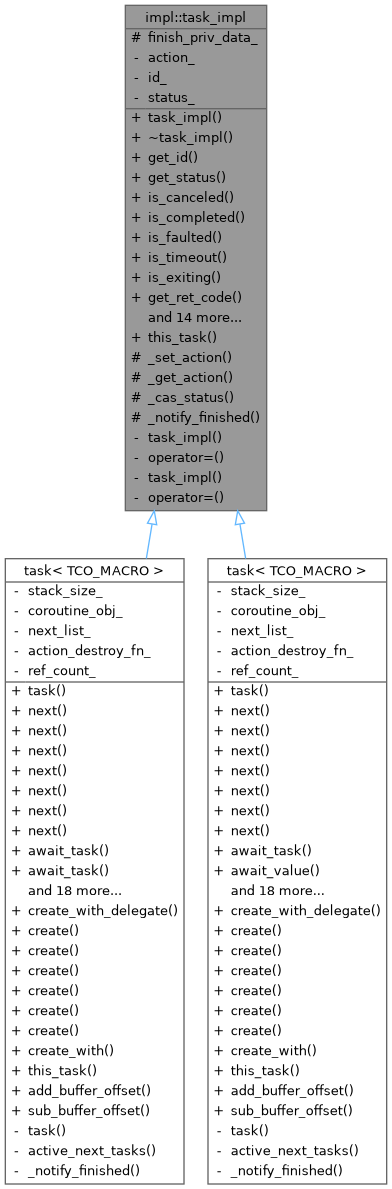 impl::task_impl
# finish_priv_data_
- action_
- id_
- status_
+ task_impl()
+ ~task_impl()
+ get_id()
+ get_status()
+ is_canceled()
+ is_completed()
+ is_faulted()
+ is_timeout()
+ is_exiting()
+ get_ret_code()
and 14 more...
+ this_task()
# _set_action()
# _get_action()
# _cas_status()
# _notify_finished()
- task_impl()
- operator=()
- task_impl()
- operator=()
task< TCO_MACRO >
- stack_size_
- coroutine_obj_
- next_list_
- action_destroy_fn_
- ref_count_
+ task()
+ next()
+ next()
+ next()
+ next()
+ next()
+ next()
+ next()
+ await_task()
+ await_task()
and 18 more...
+ create_with_delegate()
+ create()
+ create()
+ create()
+ create()
+ create()
+ create()
+ create_with()
+ this_task()
+ add_buffer_offset()
+ sub_buffer_offset()
- task()
- active_next_tasks()
- _notify_finished()
task< TCO_MACRO >
- stack_size_
- coroutine_obj_
- next_list_
- action_destroy_fn_
- ref_count_
+ task()
+ next()
+ next()
+ next()
+ next()
+ next()
+ next()
+ next()
+ await_task()
+ await_value()
and 18 more...
+ create_with_delegate()
+ create()
+ create()
+ create()
+ create()
+ create()
+ create()
+ create_with()
+ this_task()
+ add_buffer_offset()
+ sub_buffer_offset()
- task()
- active_next_tasks()
- _notify_finished()